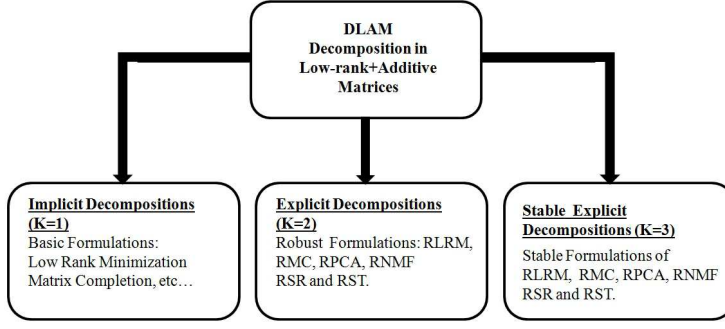 DLAM
Decomposition in
Low-rank+Additive
Matrices
Implicit Decompositions
(K=1)
Basic Formulations:
Low Rank Minimization
Matrix Completion, etc…
Explicit Decompositions
(K=2)
Robust Formulations: RLRM,
RMC, RPCA, RNMF
RSR and RST.
Stable Explicit
Decompositions (K=3)
Stable Formulations of
RLRM, RMC, RPCA, RNMF
RSR and RST.